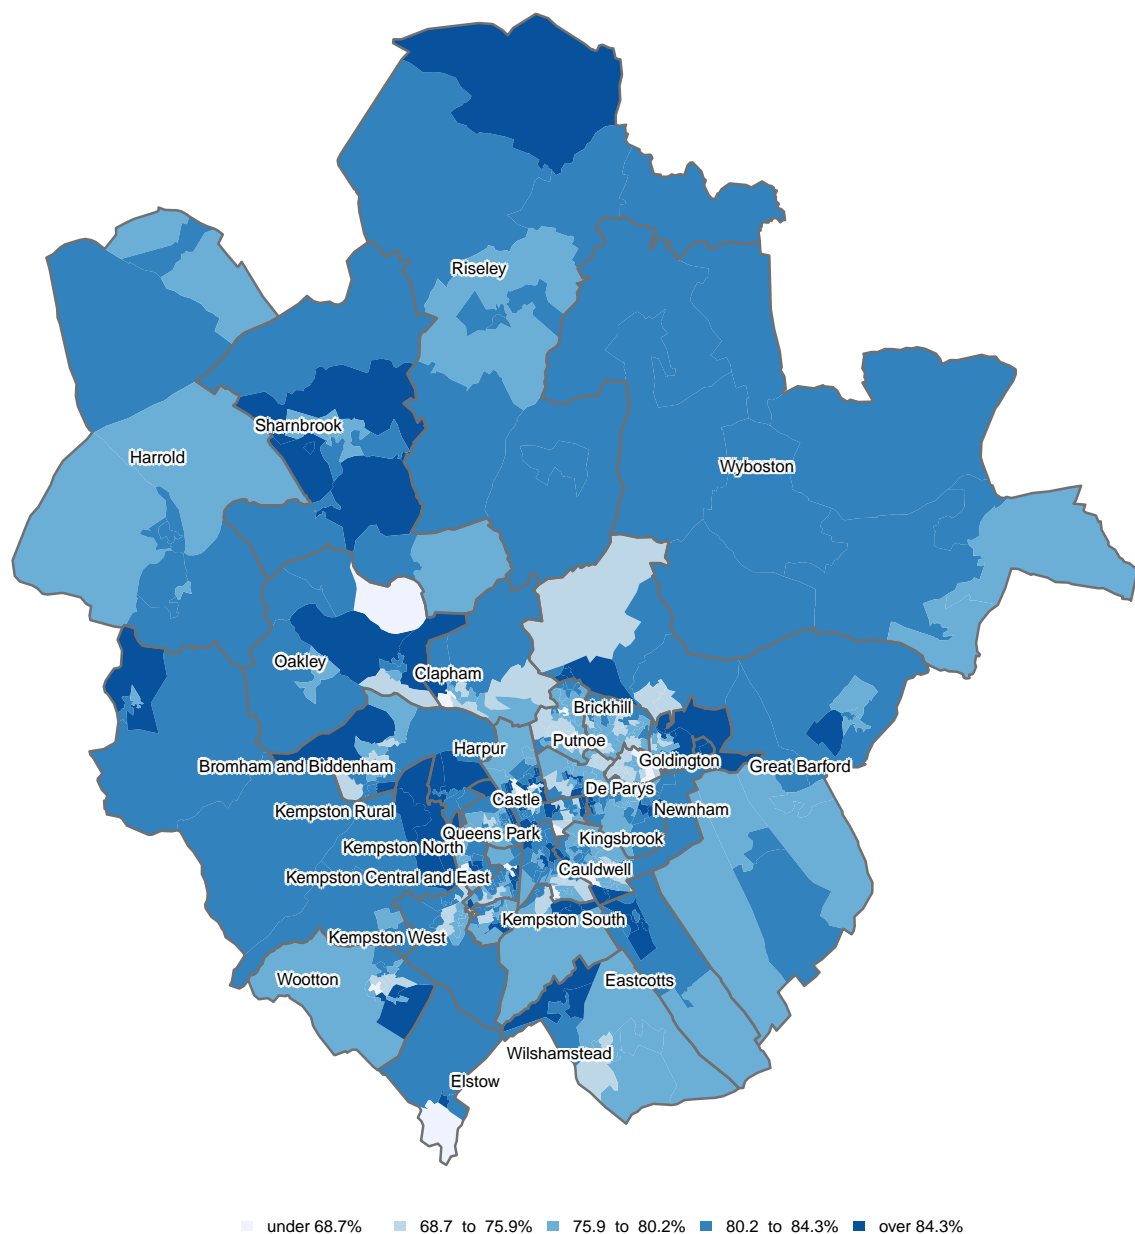 Riseley
Sharnbrook
Harrold
Wyboston
Oakley
Clapham
Brickhill
Putnoe
Harpur
Goldington
Bromham and Biddenham
Great Barford
De Parys
Castle
Kempston Rural
Newnham
Queens Park
Kingsbrook
Kempston North
Cauldwell
Kempston Central and East
Kempston South
Kempston West
Wootton
Eastcotts
Wilshamstead
Elstow
under 68.7% 68.7 to 75.9% 75.9 to 80.2% 80.2 to 84.3% over 84.3%